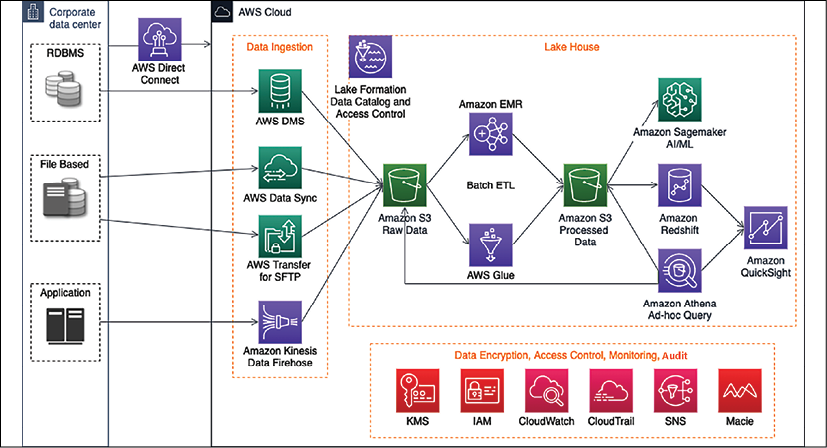 Corporate
data center
AWS Cloud
RDBMS
AWS Direct
Connect
Data Ingestion
Lake House
AWS DMS
Lake Formation
Data Catalog and
Access Control
Amazon EMR
Amazon Sagemaker
AI/ML
File Based
AWS Data Sync
Batch ETL
Amazon S3
Raw Data
Amazon S3
Processed
Data
Amazon
Redshift
AWS Transfer
for SFTP
AWS Glue
Amazon
QuickSight
Application
Amazon Athena
Ad-hoc Query
Amazon Kinesis
Data Firehose
Data Encryption, Access Control, Monitoring, Audit
KMS
IAM
CloudWatch
CloudTrail
SNS
Macie